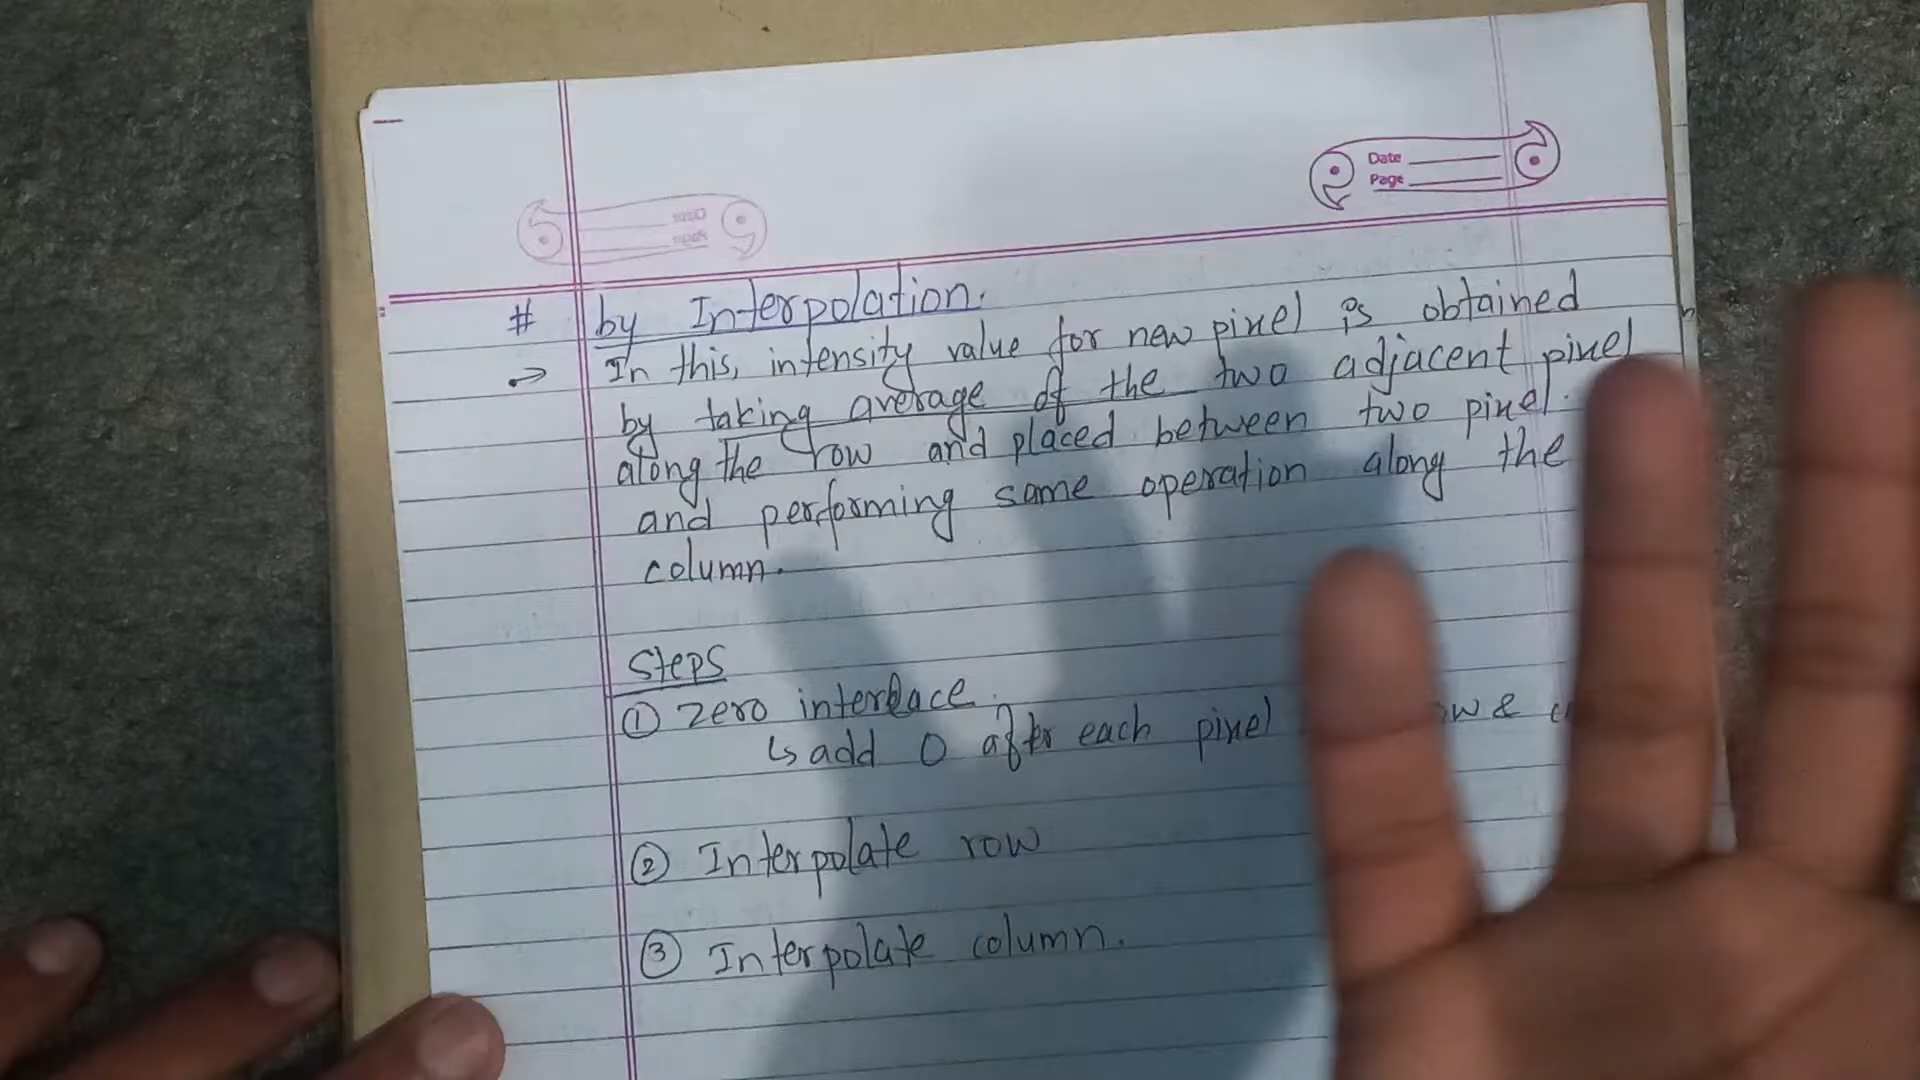 Date
Page
# by Interpolation.
→ In this, intensity value for new pixel is obtained
by taking average of the two adjacent pixel
along the row and placed between two pixel.
and performing same operation along the
column.
Steps
① Zero interlace.
↳ add 0 after each pixel &
② Interpolate row
③ Interpolate column.